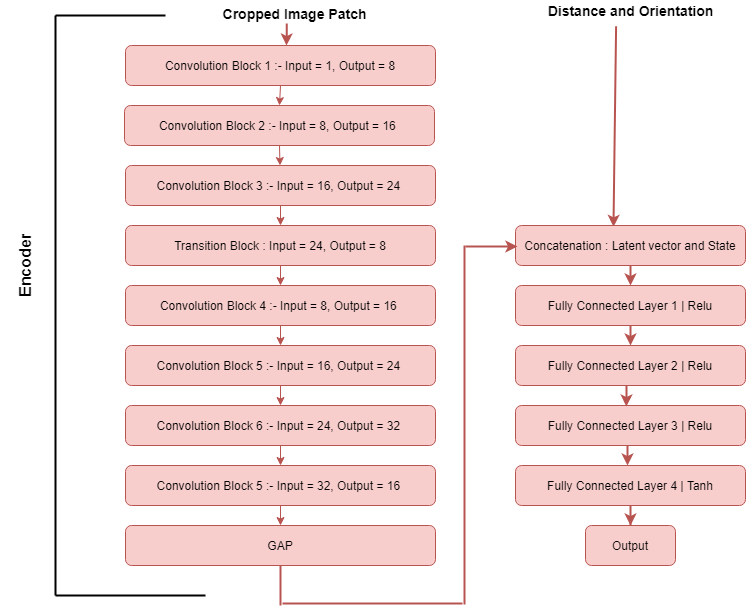 Cropped Image Patch
Convolution Block 1 :- Input = 1, Output = 8
Convolution Block 2 :- Input = 8, Output = 16
Convolution Block 3 :- Input = 16, Output = 24
Transition Block : Input = 24, Output = 8
Convolution Block 4 :- Input = 8, Output = 16
Convolution Block 5 :- Input = 16, Output = 24
Convolution Block 6 :- Input = 24, Output = 32
Convolution Block 5 :- Input = 32, Output = 16
GAP
Encoder
Distance and Orientation
Concatenation : Latent vector and State
Fully Connected Layer 1 | Relu
Fully Connected Layer 2 | Relu
Fully Connected Layer 3 | Relu
Fully Connected Layer 4 | Tanh
Output